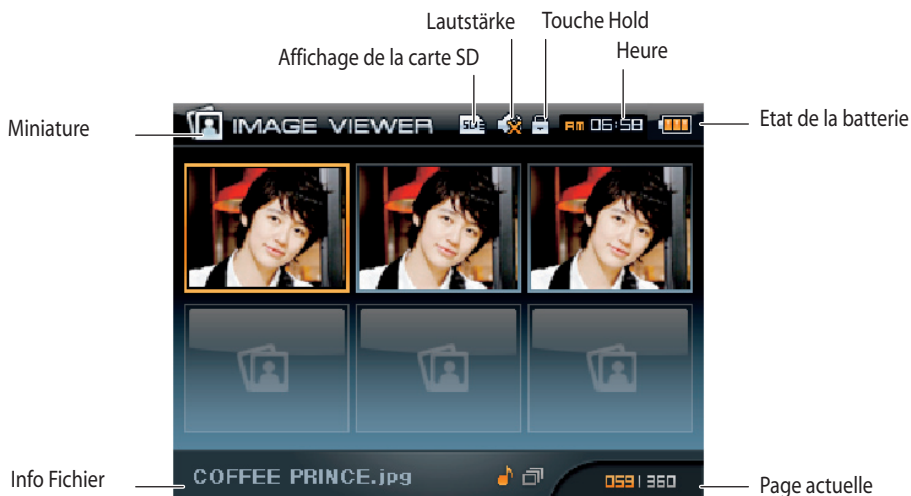 Lautstärke
Touche Hold
Affichage de la carte SD
Heure
Miniature
IMAGE VIEWER
SD
AM 06:58
Etat de la batterie
Info Fichier
COFFEE PRINCE.jpg
059 | 360
Page actuelle